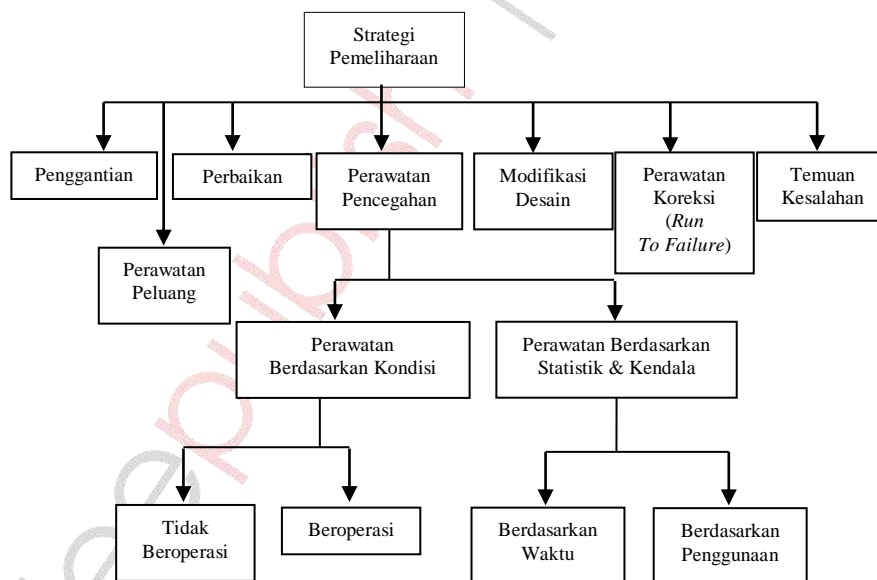 Strategi
Pemeliharaan
Penggantian
Perbaikan
Perawatan
Pencegahan
Modifikasi
Desain
Perawatan
Koreksi
(Run
To Failure)
Temuan
Kesalahan
Perawatan
Peluang
Perawatan
Berdasarkan Kondisi
Perawatan Berdasarkan
Statistik & Kendala
Tidak
Beroperasi
Beroperasi
Berdasarkan
Waktu
Berdasarkan
Penggunaan